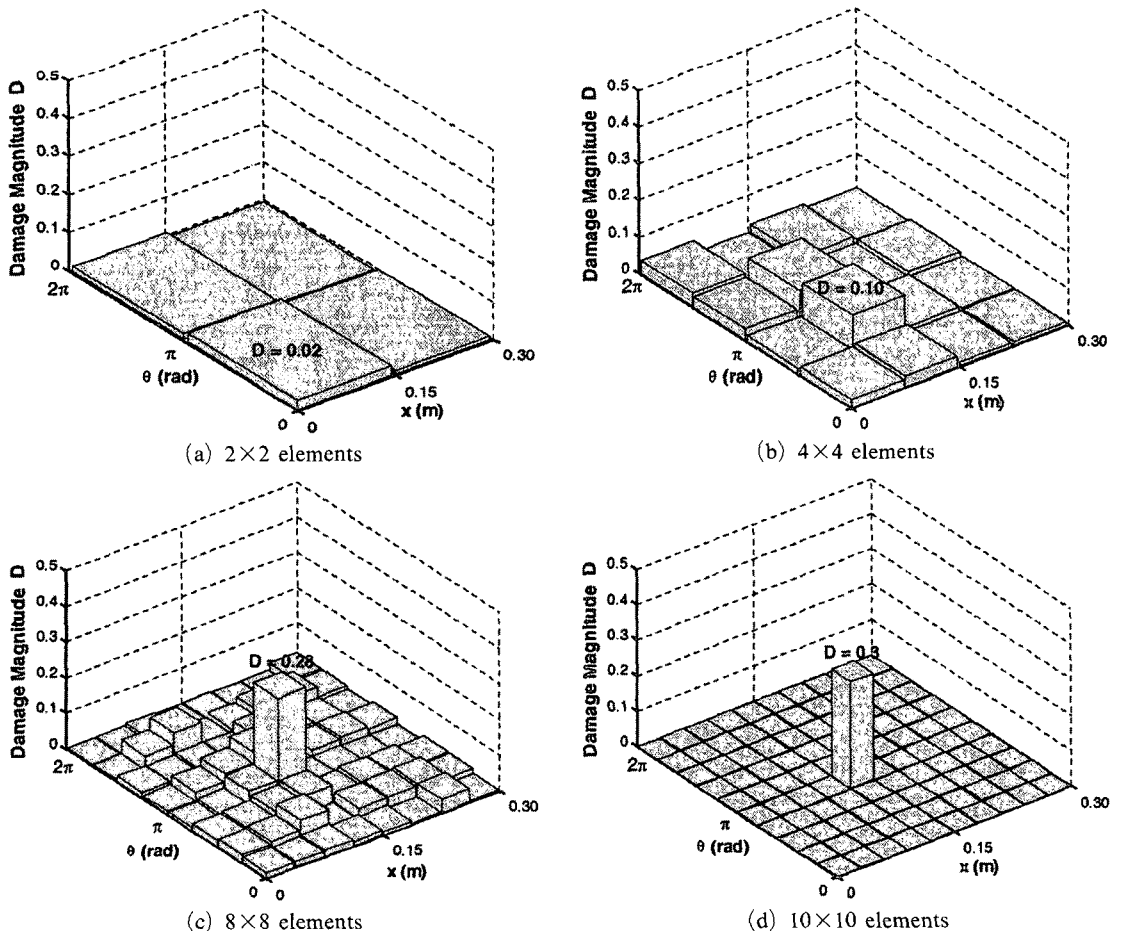 Damage Magnitude D
0.5
0.4
0.3
0.2
0.1
0
2π
π
θ (rad)
0
0
0.15
x (m)
0.30
D = 0.02
(a) 2×2 elements
Damage Magnitude D
0.5
0.4
0.3
0.2
0.1
0
2π
π
θ (rad)
0
0
0.15
x (m)
0.30
D = 0.10
(b) 4×4 elements
Damage Magnitude D
0.5
0.4
0.3
0.2
0.1
0
2π
π
θ (rad)
0
0
0.15
x (m)
0.30
D = 0.28
(c) 8×8 elements
Damage Magnitude D
0.5
0.4
0.3
0.2
0.1
0
2π
π
θ (rad)
0
0
0.15
x (m)
0.30
D = 0.3
(d) 10×10 elements